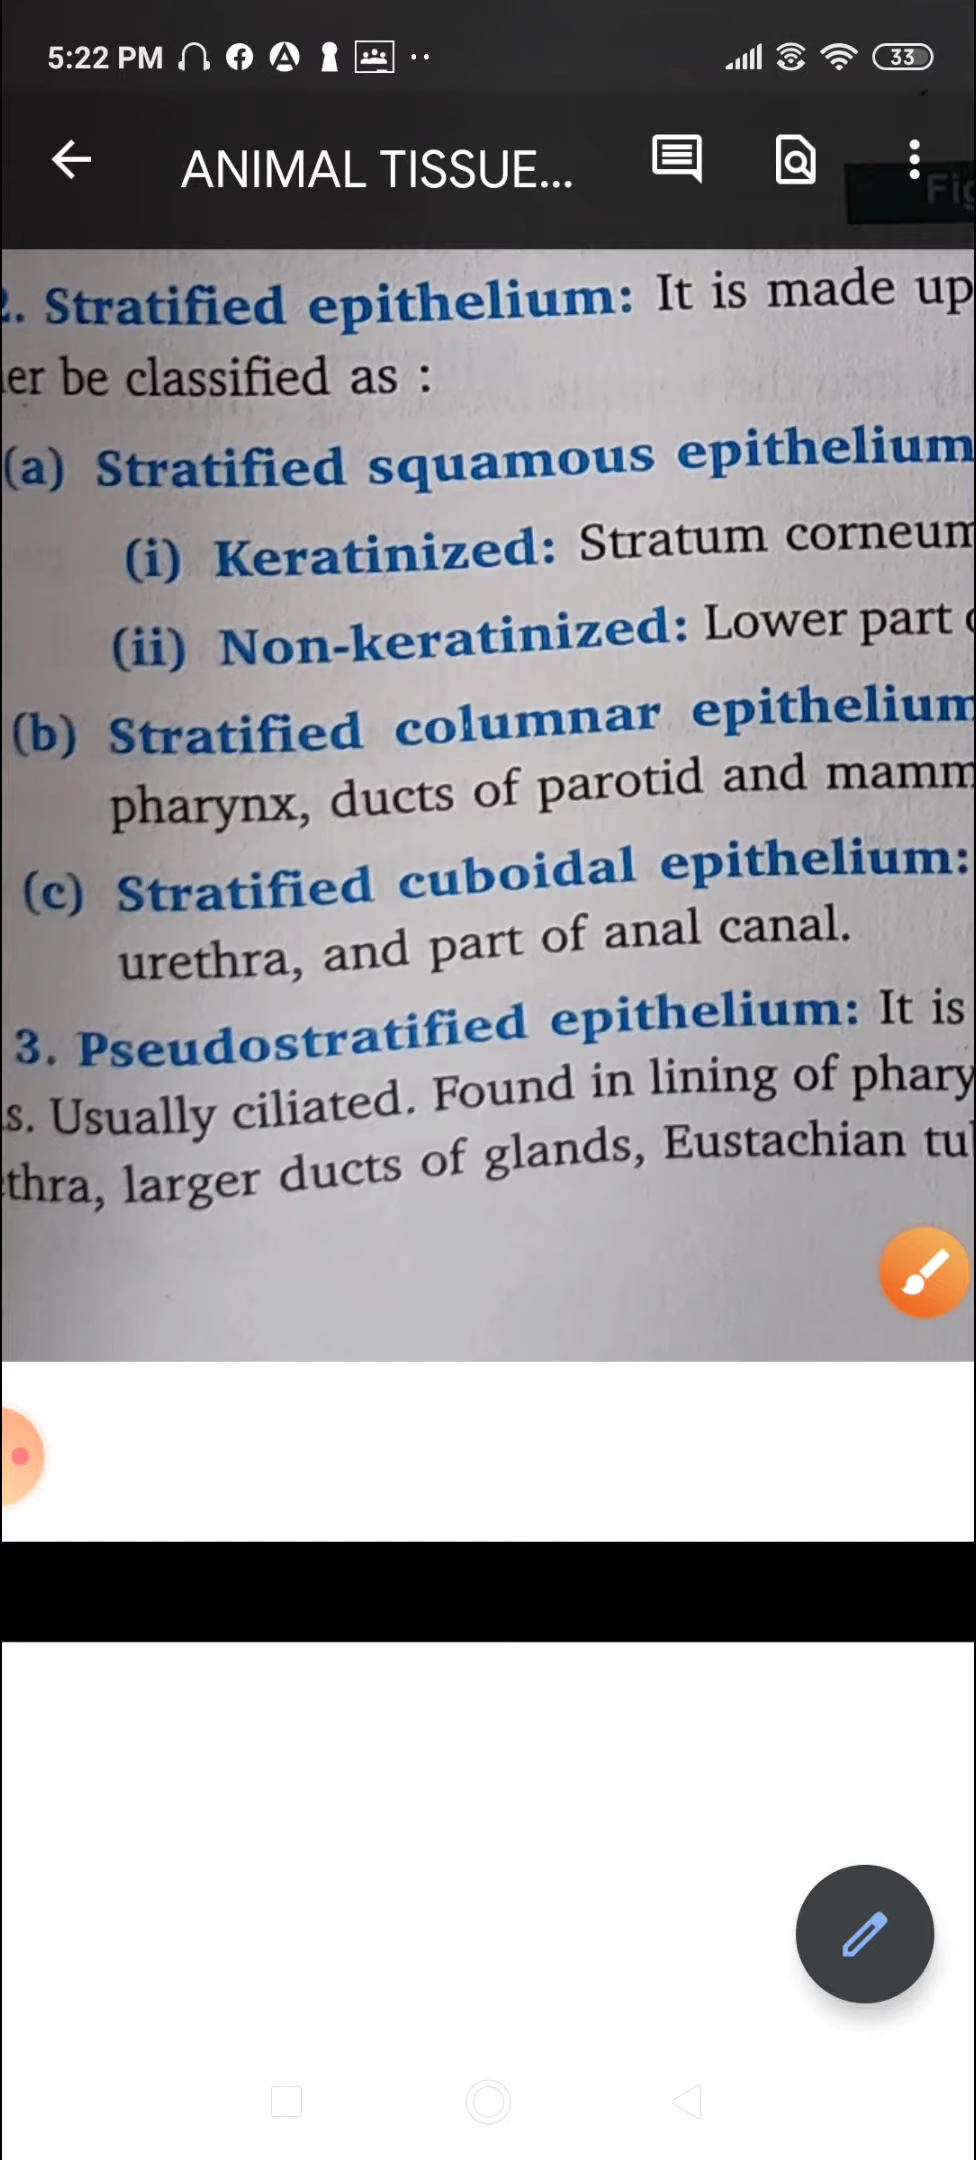 5:22 PM
33
ANIMAL TISSUE...
Fig
2. Stratified epithelium: It is made up
er be classified as :
(a) Stratified squamous epithelium
(i) Keratinized: Stratum corneum
(ii) Non-keratinized: Lower part
(b) Stratified columnar epithelium
pharynx, ducts of parotid and mamm
(c) Stratified cuboidal epithelium:
urethra, and part of anal canal.
3. Pseudostratified epithelium: It is
s. Usually ciliated. Found in lining of phary
thra, larger ducts of glands, Eustachian tu